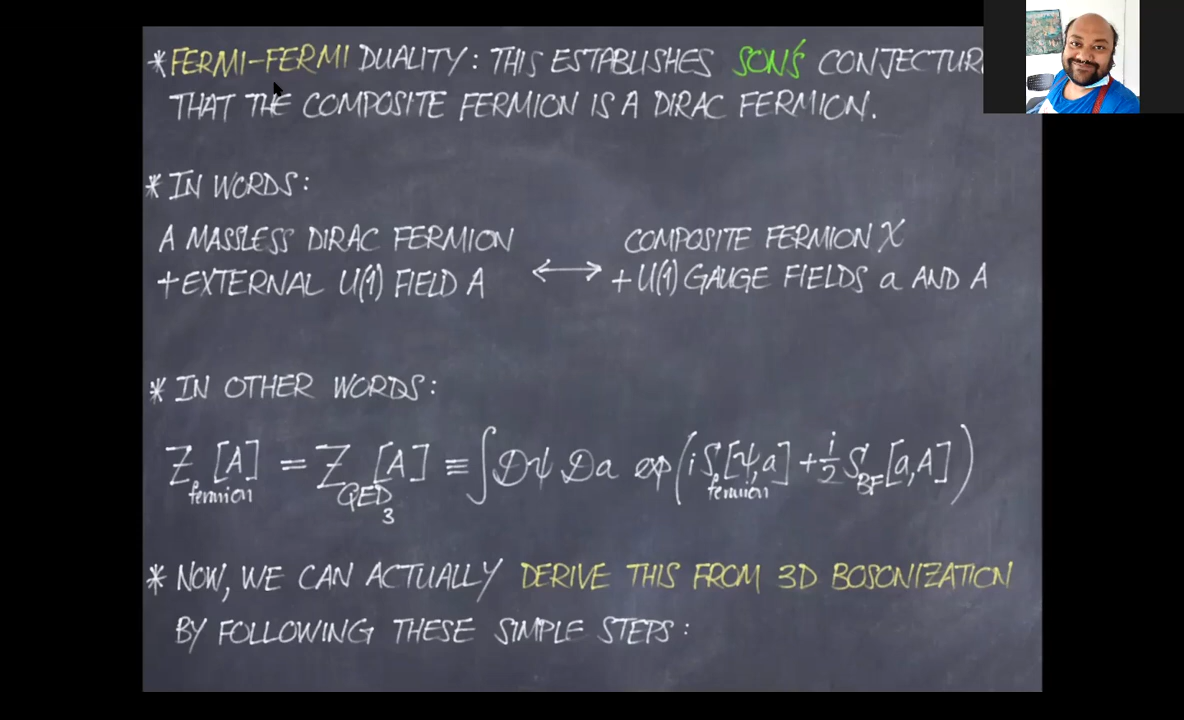 * FERMI-FERMI DUALITY: THIS ESTABLISHES SON'S CONJECTUR
THAT THE COMPOSITE FERMION IS A DIRAC FERMION.
* IN WORDS:
A MASSLESS DIRAC FERMION
+ EXTERNAL U(1) FIELD A
↔
COMPOSITE FERMION χ
+ U(1) GAUGE FIELDS a AND A
* IN OTHER WORDS:
Z_fermion [A] = Z_QED_3 [A] ≡ ∫ 𝒟ψ 𝒟a exp(i S_fermion [ψ,a] + i/2 S_BF [a,A])
* NOW, WE CAN ACTUALLY DERIVE THIS FROM 3D BOSONIZATION
BY FOLLOWING THESE SIMPLE STEPS: